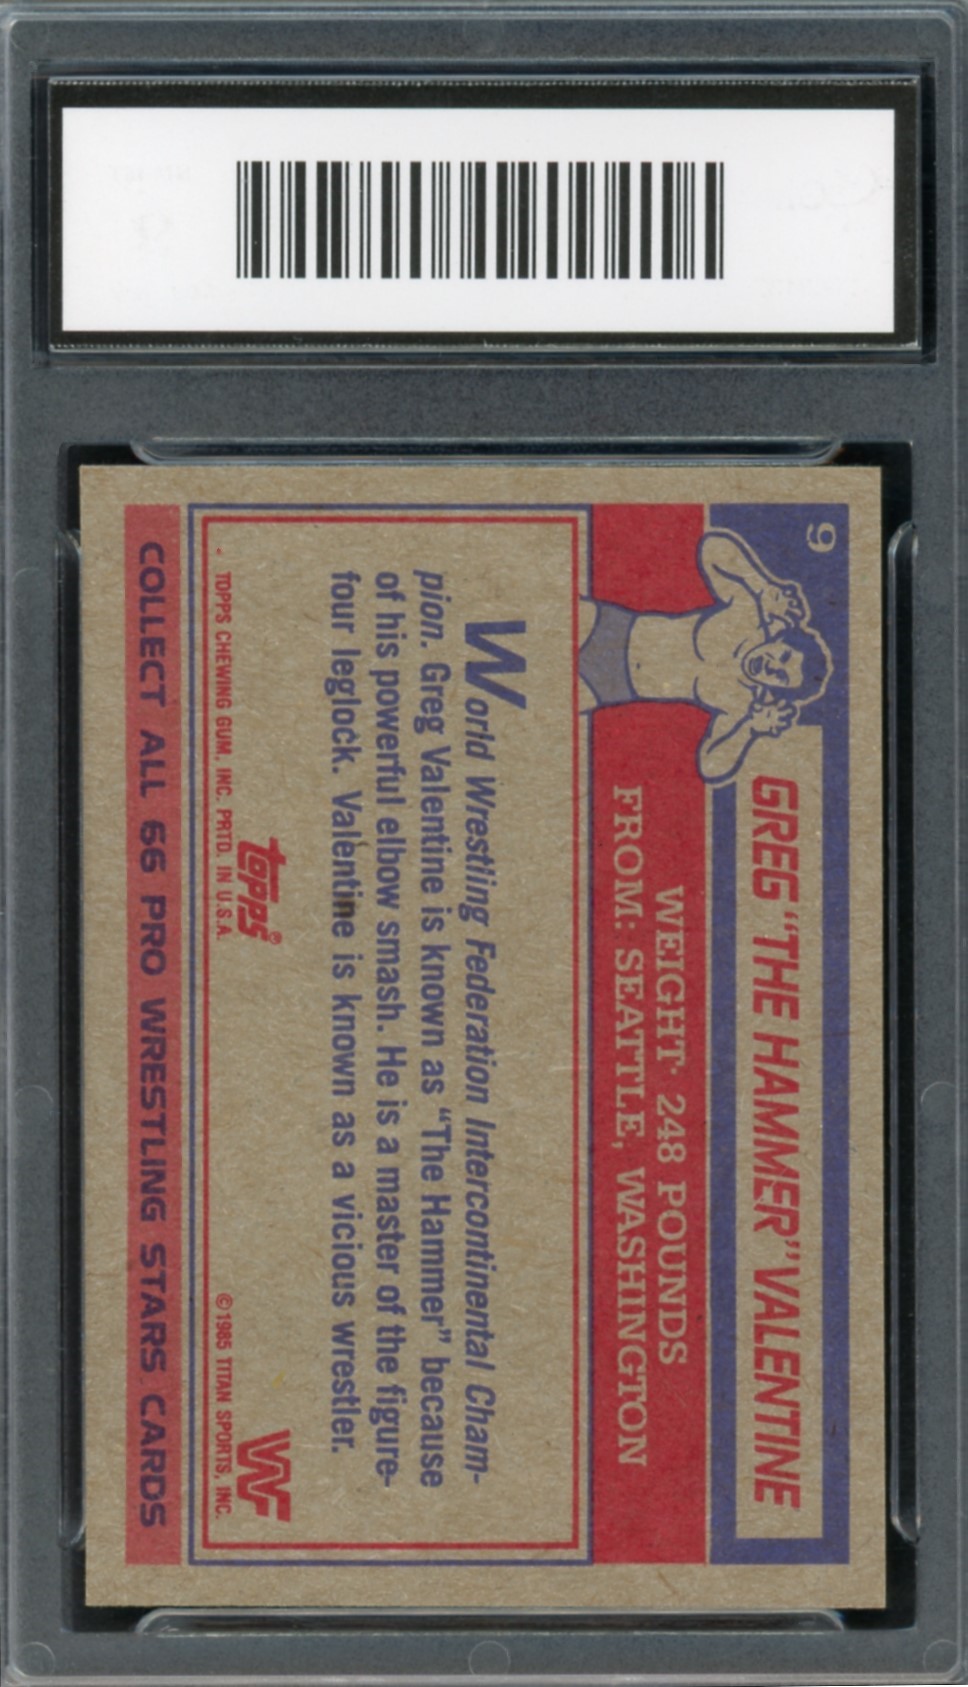 9
GREG "THE HAMMER" VALENTINE
WEIGHT: 248 POUNDS
FROM: SEATTLE, WASHINGTON
World Wrestling Federation Intercontinental Cham-
pion. Greg Valentine is known as "The Hammer" because
of his powerful elbow smash. He is a master of the figure-
four leglock. Valentine is known as a vicious wrestler.
topps®
W
TOPPS CHEWING GUM, INC. PRTD. IN U.S.A.
©1985 TITAN SPORTS, INC.
COLLECT ALL 66 PRO WRESTLING STARS CARDS